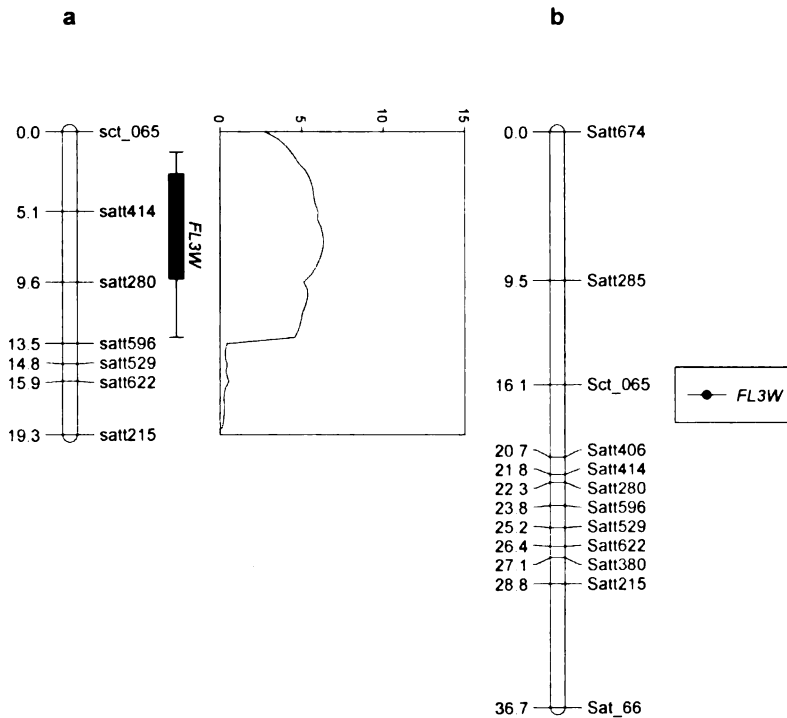 a
b
0 5 10 15
0.0 sct_065
5.1 satt414
9.6 satt280
13.5 satt596
14.8 satt529
15.9 satt622
19.3 satt215
FL3W
0.0 Satt674
9.5 Satt285
16.1 Sct_065
20.7 Satt406
21.8 Satt414
22.3 Satt280
23.8 Satt596
25.2 Satt529
26.4 Satt622
27.1 Satt380
28.8 Satt215
36.7 Sat_66
FL3W